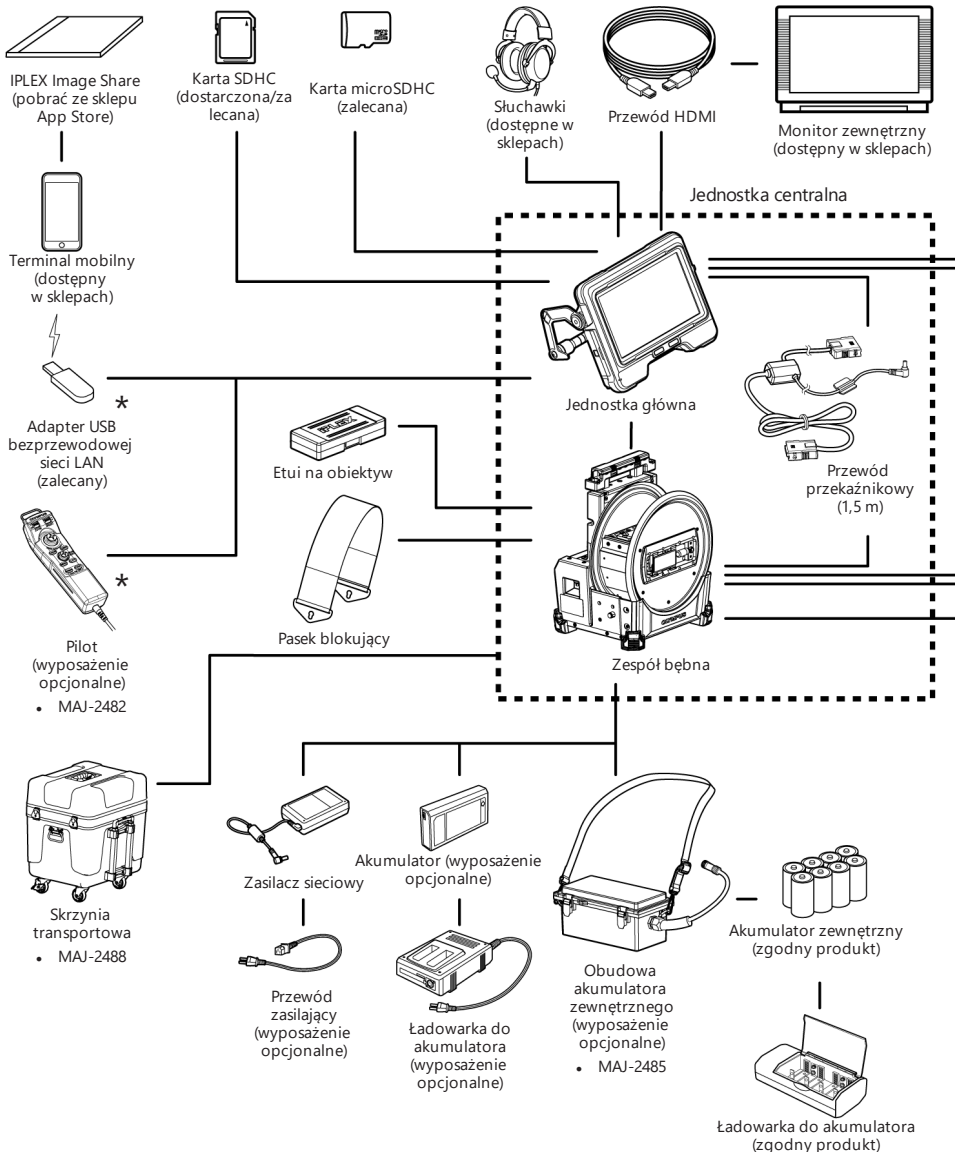 IPLEX Image Share
(pobrać ze sklepu
App Store)
Karta SDHC
(dostarczona/za
lecana)
Karta microSDHC
(zalecana)
Słuchawki
(dostępne w
sklepach)
Przewód HDMI
Monitor zewnętrzny
(dostępny w sklepach)
Jednostka centralna
Terminal mobilny
(dostępny
w sklepach)
*
Adapter USB
bezprzewodowej
sieci LAN
(zalecany)
IPLEX
Etui na obiektyw
Jednostka główna
Przewód
przekaźnikowy
(1,5 m)
*
Pilot
(wyposażenie
opcjonalne)
• MAJ-2482
Pasek blokujący
OLYMPUS
Zespół bębna
Skrzynia
transportowa
• MAJ-2488
Zasilacz sieciowy
Akumulator (wyposażenie
opcjonalne)
Przewód
zasilający
(wyposażenie
opcjonalne)
Ładowarka do
akumulatora
(wyposażenie
opcjonalne)
Obudowa
akumulatora
zewnętrznego
(wyposażenie
opcjonalne)
• MAJ-2485
Akumulator zewnętrzny
(zgodny produkt)
Ładowarka do akumulatora
(zgodny produkt)